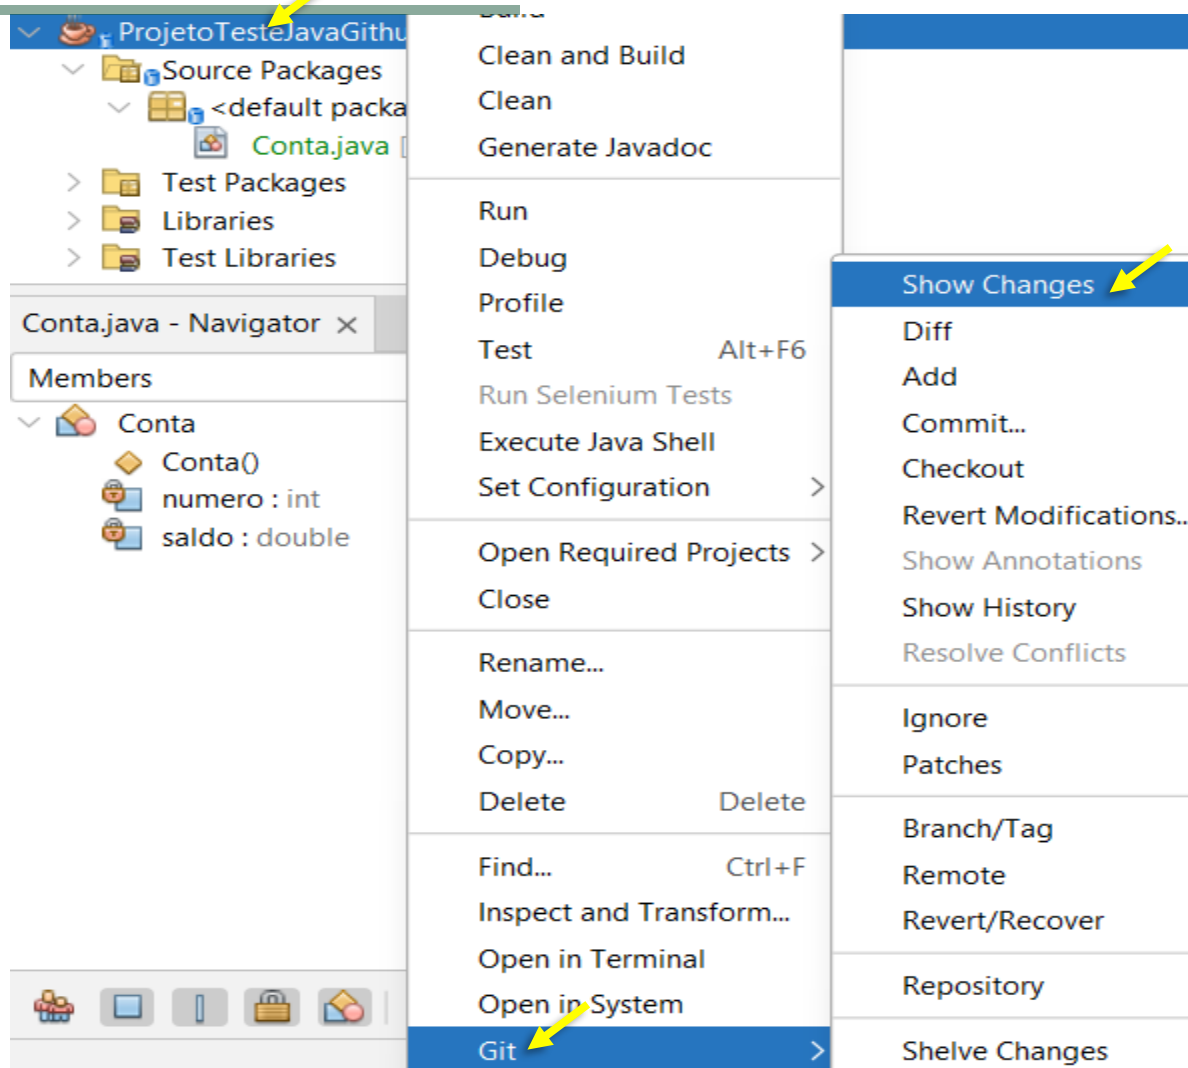 ProjetoTesteJavaGithu
Source Packages
<default packa
Conta.java [
Test Packages
Libraries
Test Libraries
Conta.java - Navigator
Members
Conta
Conta()
numero : int
saldo : double
Build
Clean and Build
Clean
Generate Javadoc
Run
Debug
Profile
Test Alt+F6
Run Selenium Tests
Execute Java Shell
Set Configuration
Open Required Projects
Close
Rename...
Move...
Copy...
Delete Delete
Find... Ctrl+F
Inspect and Transform...
Open in Terminal
Open in System
Git
Show Changes
Diff
Add
Commit...
Checkout
Revert Modifications..
Show Annotations
Show History
Resolve Conflicts
Ignore
Patches
Branch/Tag
Remote
Revert/Recover
Repository
Shelve Changes